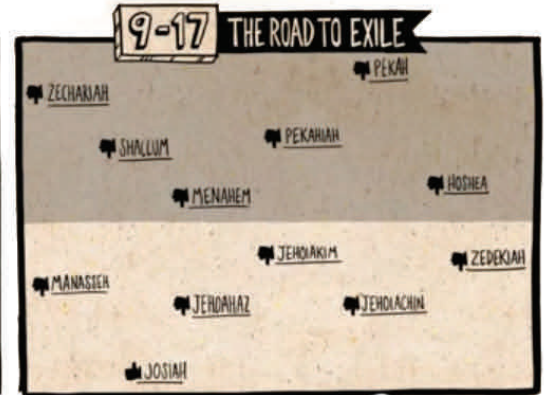 9-17 THE ROAD TO EXILE
PEKAH
ZECHARIAH
SHALLUM
PEKAHIAH
MENAHEM
HOSHEA
JEHOIAKIM
ZEDEKIAH
MANASSEH
JEHOAHAZ
JEHOIACHIN
JOSIAH